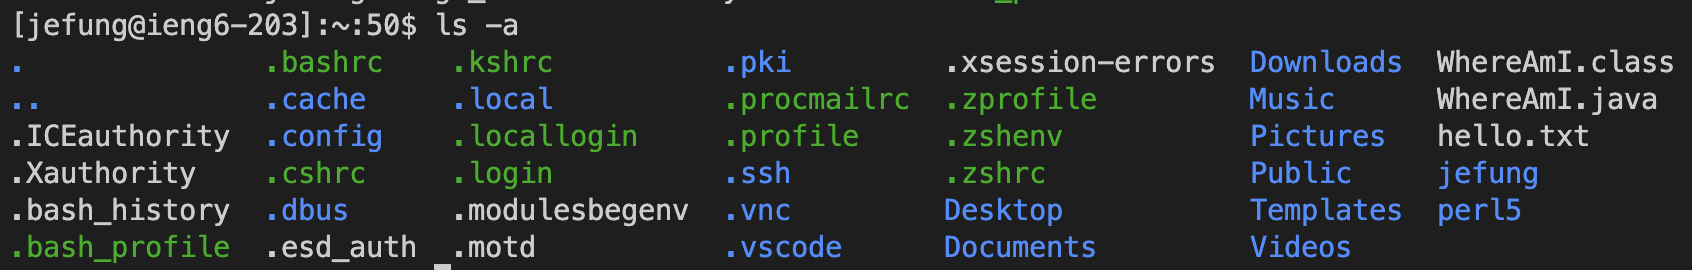 [jefung@ieng6-203]:~:50$ ls -a
. .bashrc .kshrc .pki .xsession-errors Downloads WhereAmI.class
.. .cache .local .procmailrc .zprofile Music WhereAmI.java
.ICEauthority .config .locallogin .profile .zshenv Pictures hello.txt
.Xauthority .cshrc .login .ssh .zshrc Public jefung
.bash_history .dbus .modulesbegenv .vnc Desktop Templates perl5
.bash_profile .esd_auth .motd .vscode Documents Videos